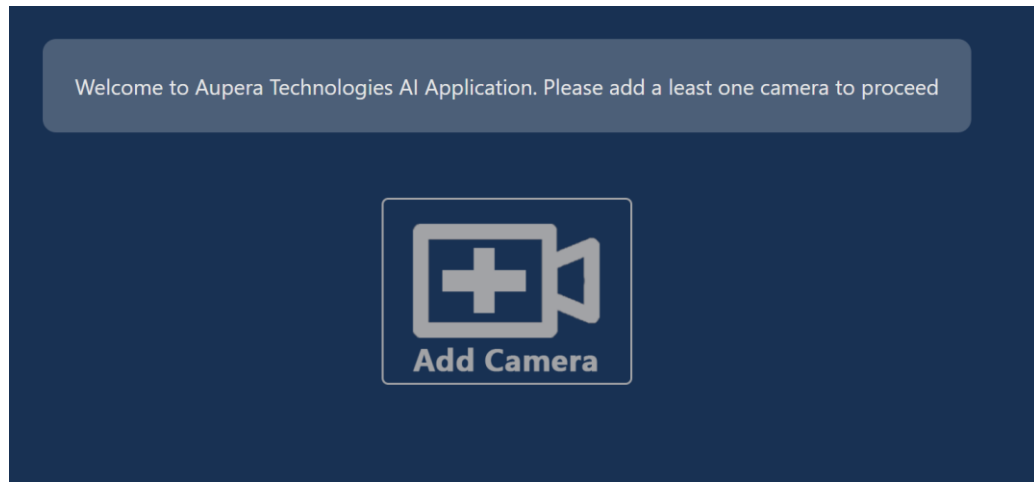 Welcome to Aupera Technologies AI Application. Please add a least one camera to proceed
Add Camera